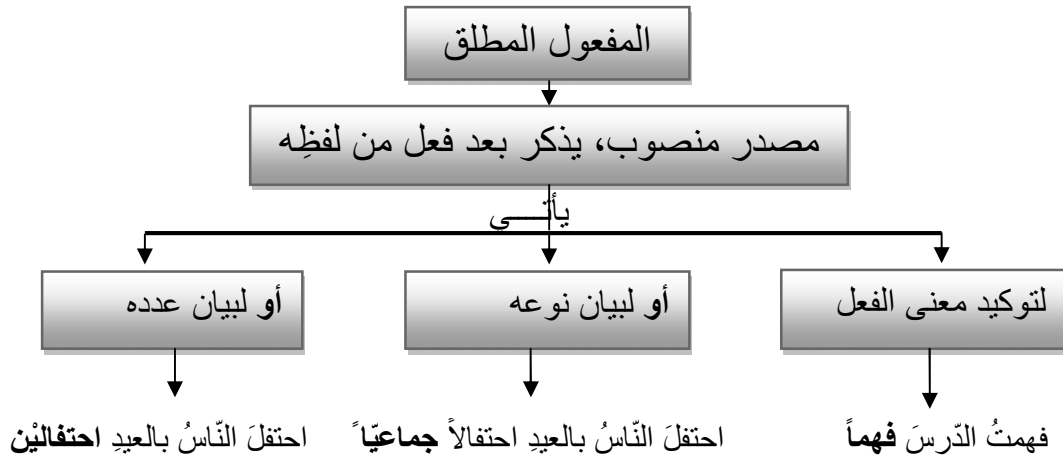 المفعول المطلق
مصدر منصوب، يذكر بعد فعل من لفظِه
يأتـــــي
لتوكيد معنى الفعل
أو لبيان نوعه
أو لبيان عدده
فهمتُ الدّرسَ فهماً
احتفلَ النّاسُ بالعيدِ احتفالاً جماعيّا ً
احتفلَ النّاسُ بالعيدِ احتفاليْن